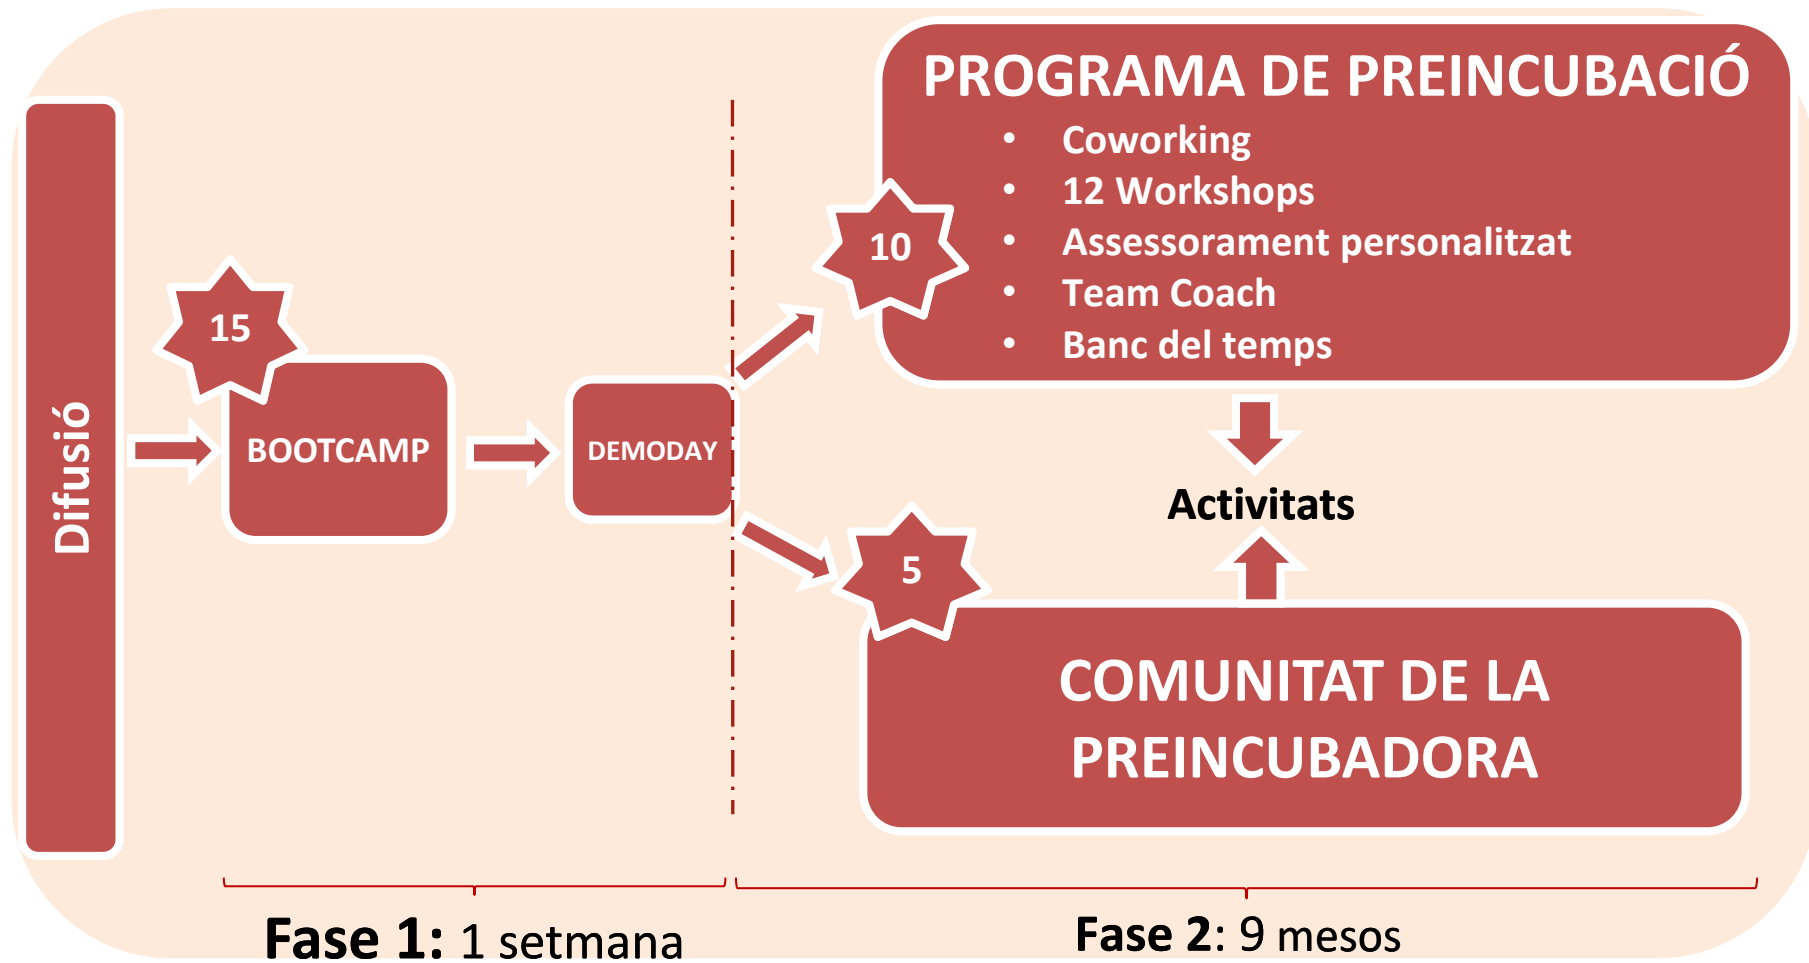 Difusió
15
BOOTCAMP
DEMODAY
10
PROGRAMA DE PREINCUBACIÓ
• Coworking
• 12 Workshops
• Assessorament personalitzat
• Team Coach
• Banc del temps
Activitats
5
COMUNITAT DE LA
PREINCUBADORA
Fase 1: 1 setmana
Fase 2: 9 mesos